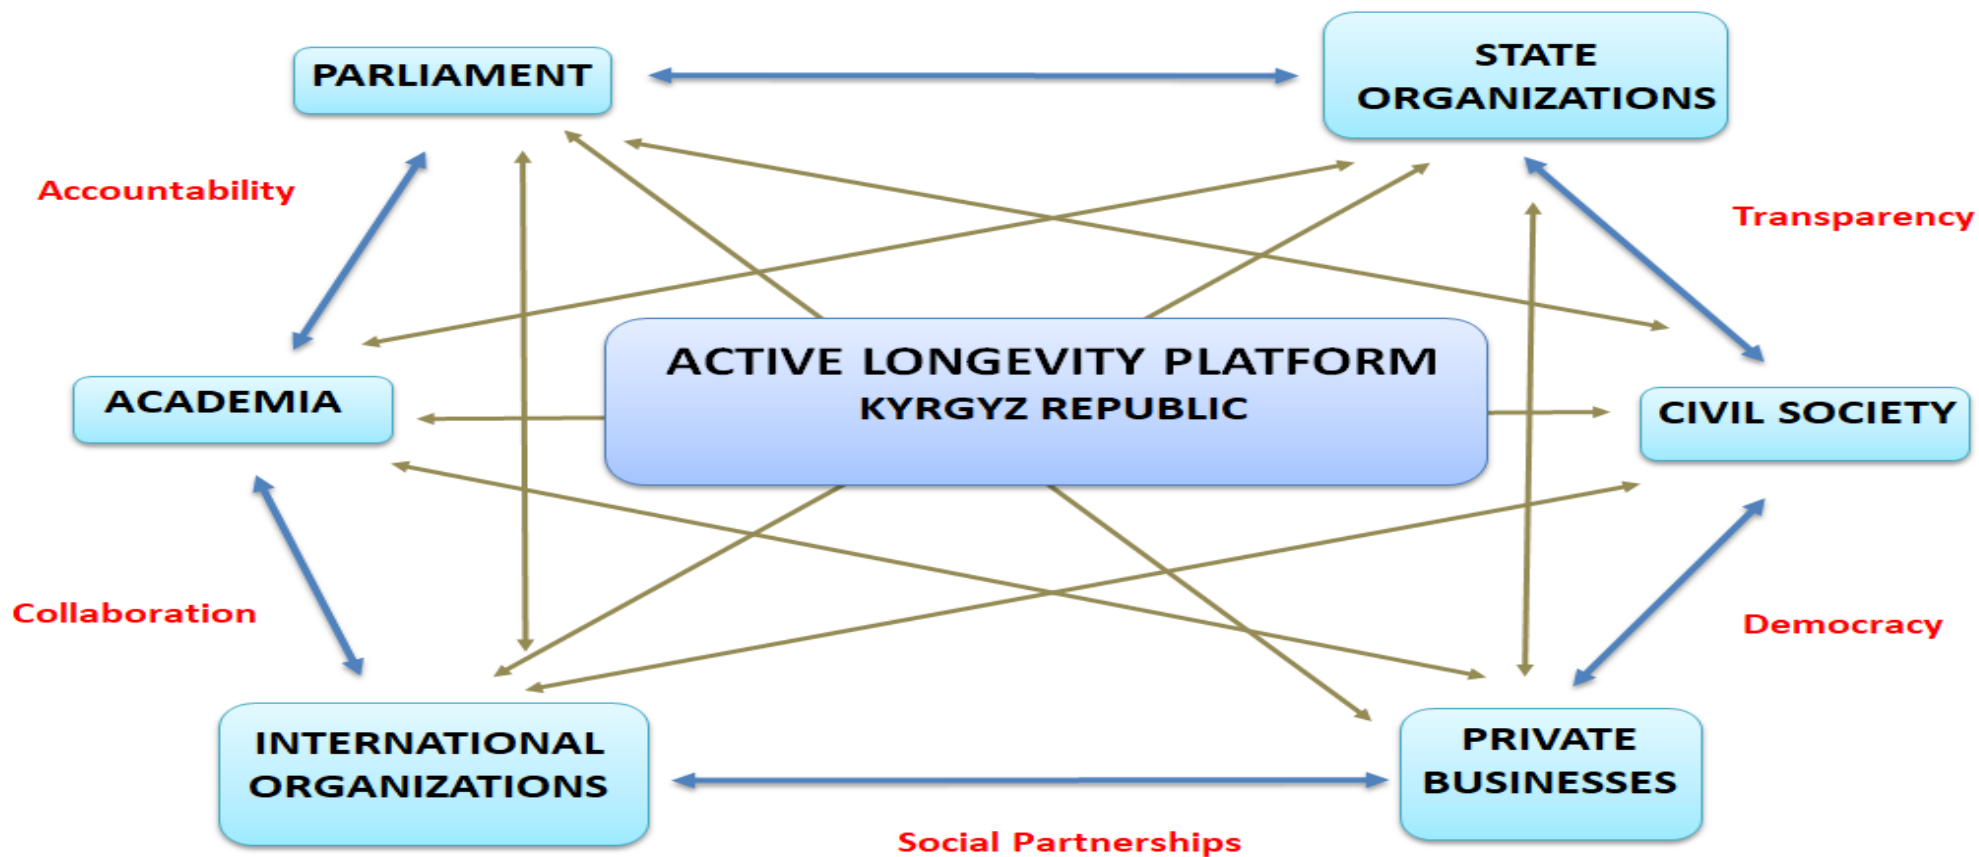 PARLIAMENT
STATE
ORGANIZATIONS
Accountability
Transparency
ACTIVE LONGEVITY PLATFORM
KYRGYZ REPUBLIC
ACADEMIA
CIVIL SOCIETY
Collaboration
Democracy
INTERNATIONAL
ORGANIZATIONS
PRIVATE
BUSINESSES
Social Partnerships